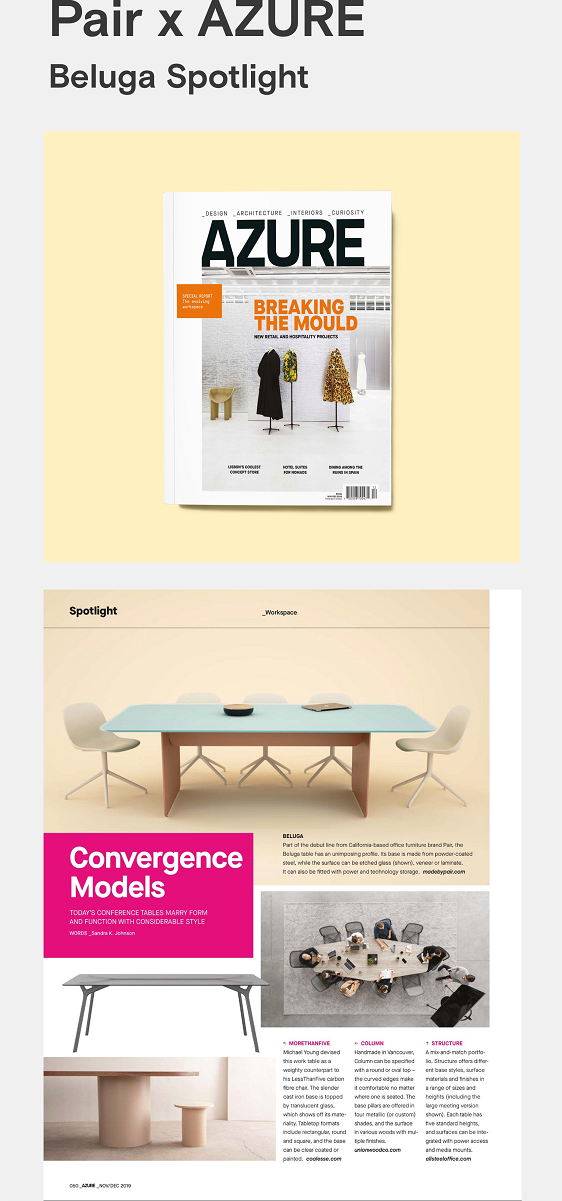 Pair x AZURE
Beluga Spotlight
_DESIGN _ARCHITECTURE _INTERIORS _CURIOSITY
AZURE
SPECIAL REPORT
The evolving
workspace
BREAKING
THE MOULD
NEW RETAIL AND HOSPITALITY PROJECTS
LISBON'S COOLEST
CONCEPT STORE
HOTEL SUITES
FOR NOMADS
DINING AMONG THE
RUINS IN SPAIN
Spotlight
_Workspace
BELUGA
Part of the debut line from California-based office furniture brand Pair, the
Beluga table has an unimposing profile. Its base is made from powder-coated
steel, while the surface can be etched glass (shown), veneer or laminate.
It can also be fitted with power and technology storage. madebypair.com
Convergence
Models
TODAY'S CONFERENCE TABLES MARRY FORM
AND FUNCTION WITH CONSIDERABLE STYLE
WORDS _Sandra K. Johnson
↖ MORETHANFIVE
Michael Young devised
this work table as a
weighty counterpart to
his LessThanFive carbon
fibre chair. The slender
cast iron base is topped
by translucent glass,
which shows off its mate-
riality. Tabletop formats
include rectangular, round
and square, and the base
can be clear coated or
painted. coalesse.com
← COLUMN
Handmade in Vancouver,
Column can be specified
with a round or oval top –
the curved edges make
it comfortable no matter
where one is seated. The
base pillars are offered in
four metallic (or custom)
shades, and the surface
in various woods with mul-
tiple finishes.
unionwoodco.com
↑ STRUCTURE
A mix-and-match portfo-
lio, Structure offers differ-
ent base styles, surface
materials and finishes in
a range of sizes and
heights (including the
large meeting version
shown). Each table has
five standard heights,
and surfaces can be inte-
grated with power access
and media mounts.
allsteeloffice.com
050 _AZURE _NOV/DEC 2019